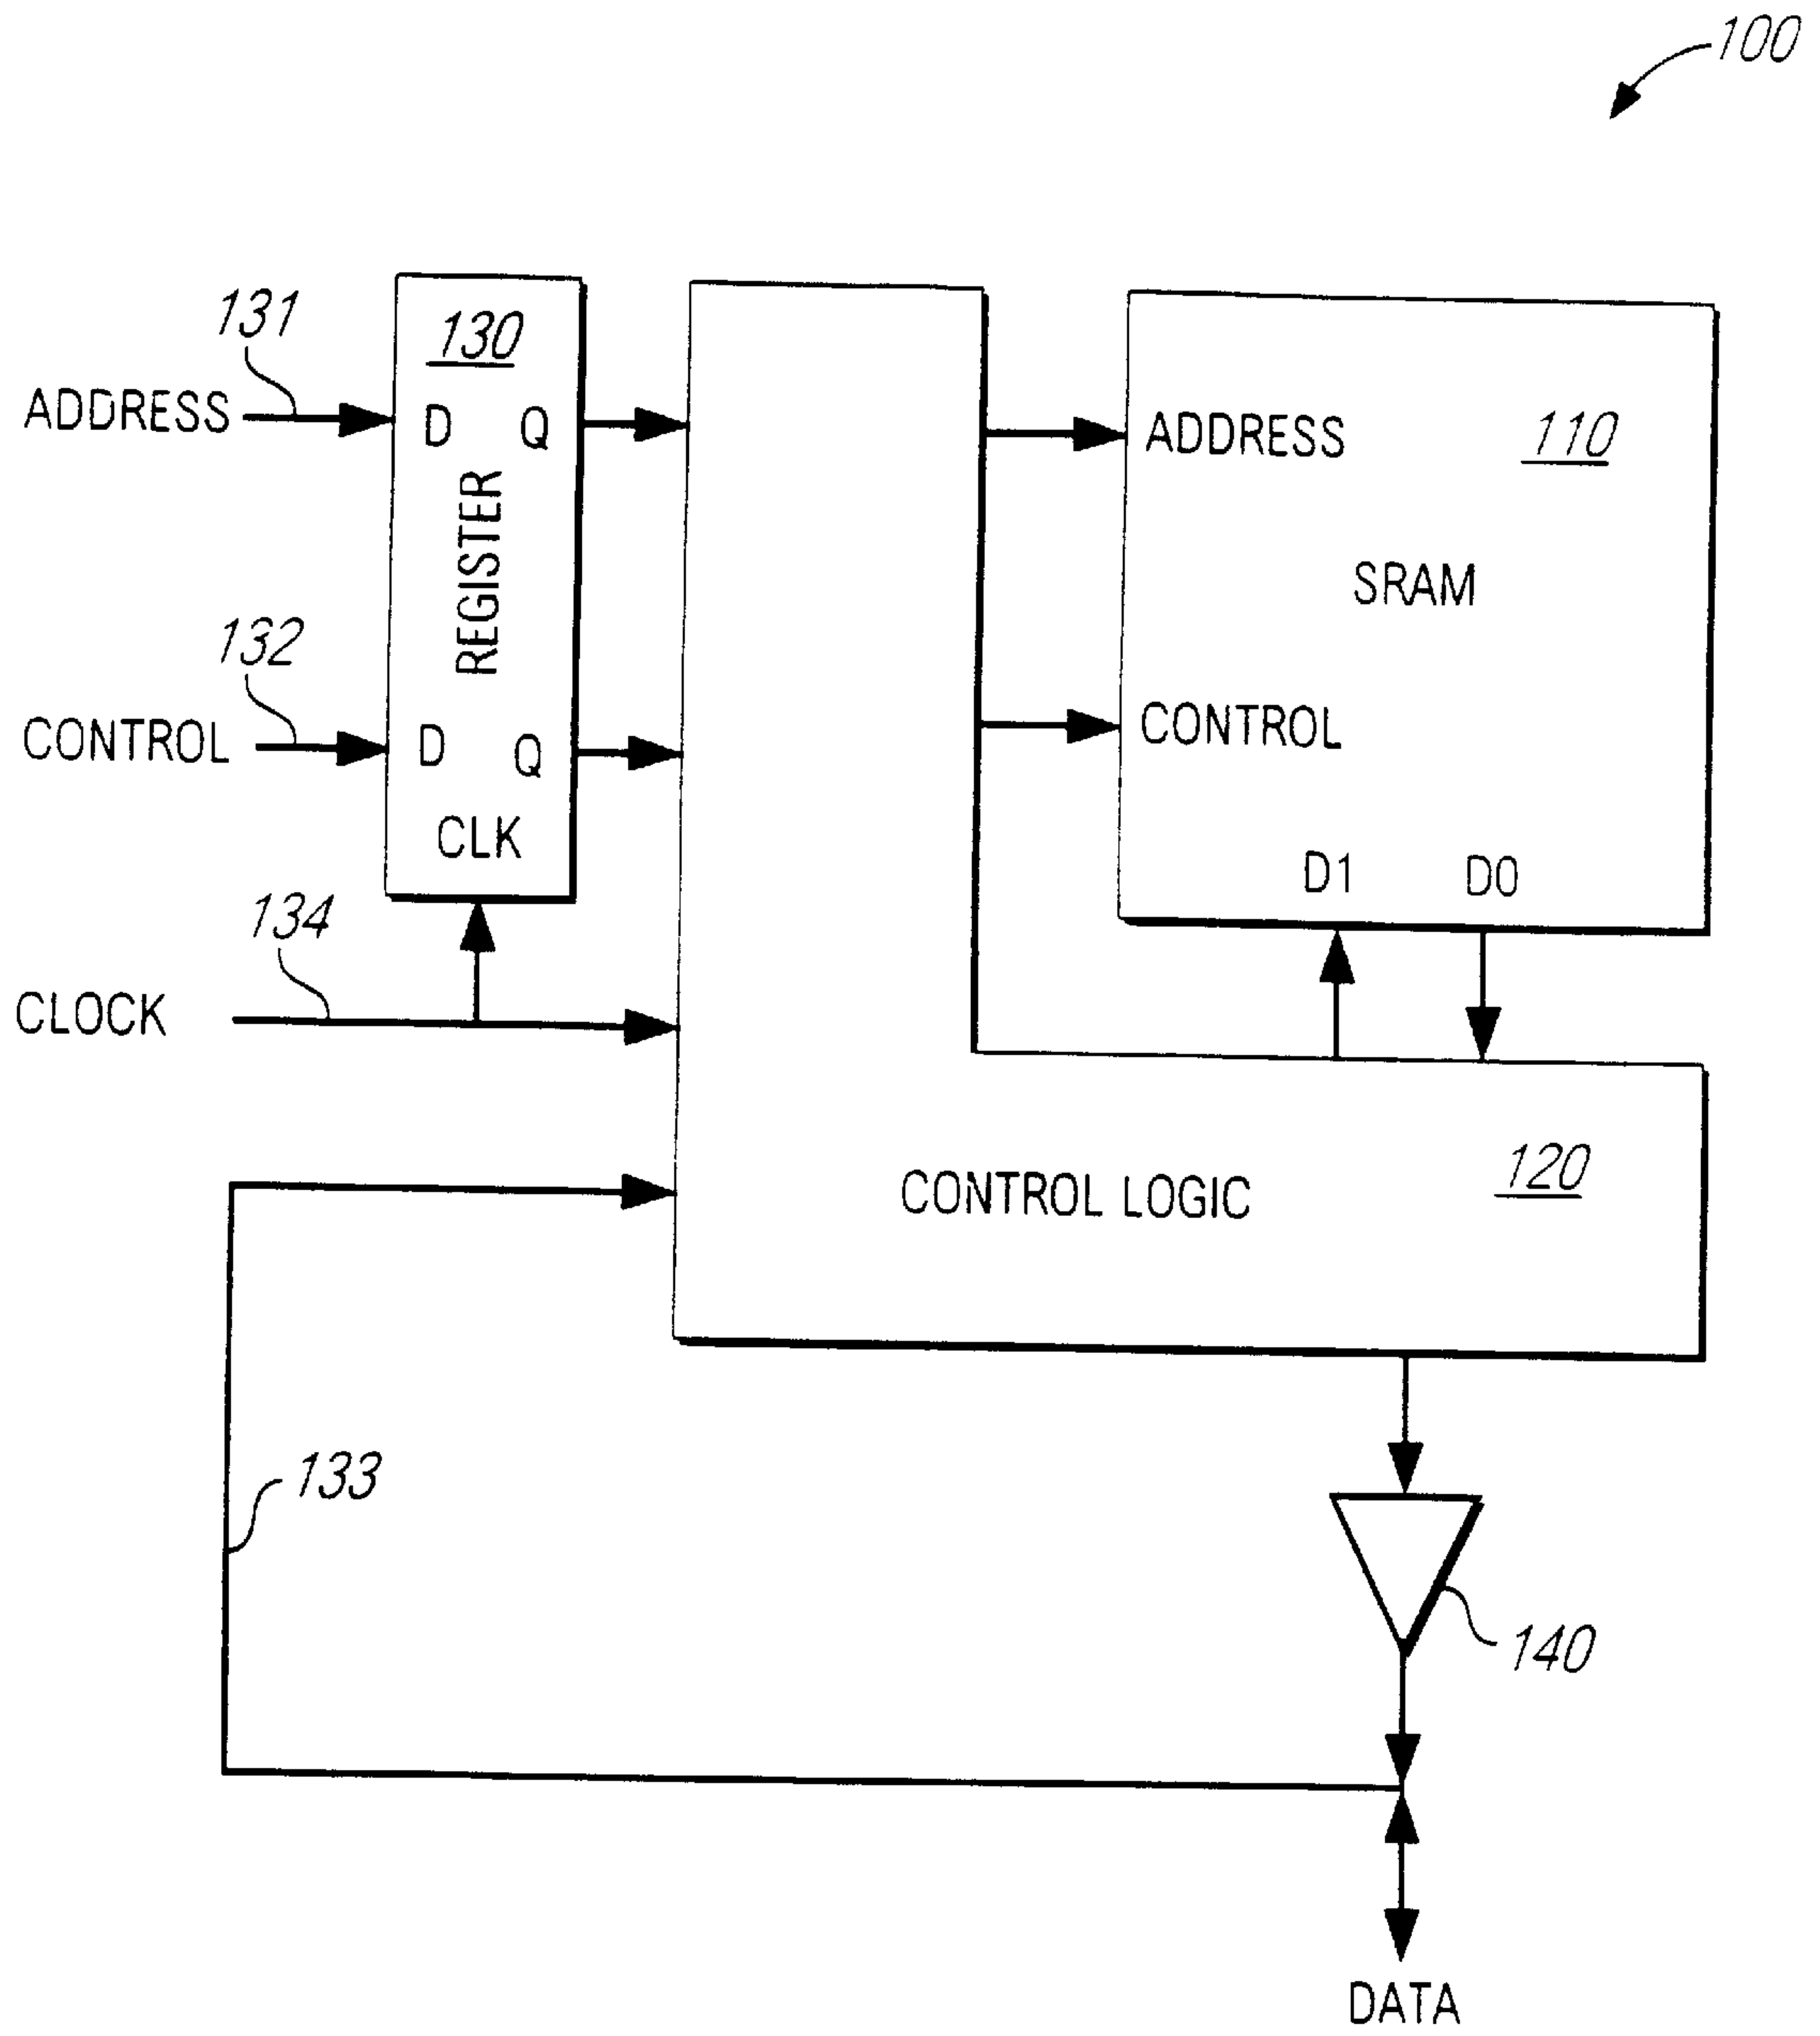 100
131
130
ADDRESS
D Q
ADDRESS
110
REGISTER
SRAM
132
CONTROL
D Q
CONTROL
CLK
D1 D0
134
CLOCK
CONTROL LOGIC
120
133
140
DATA